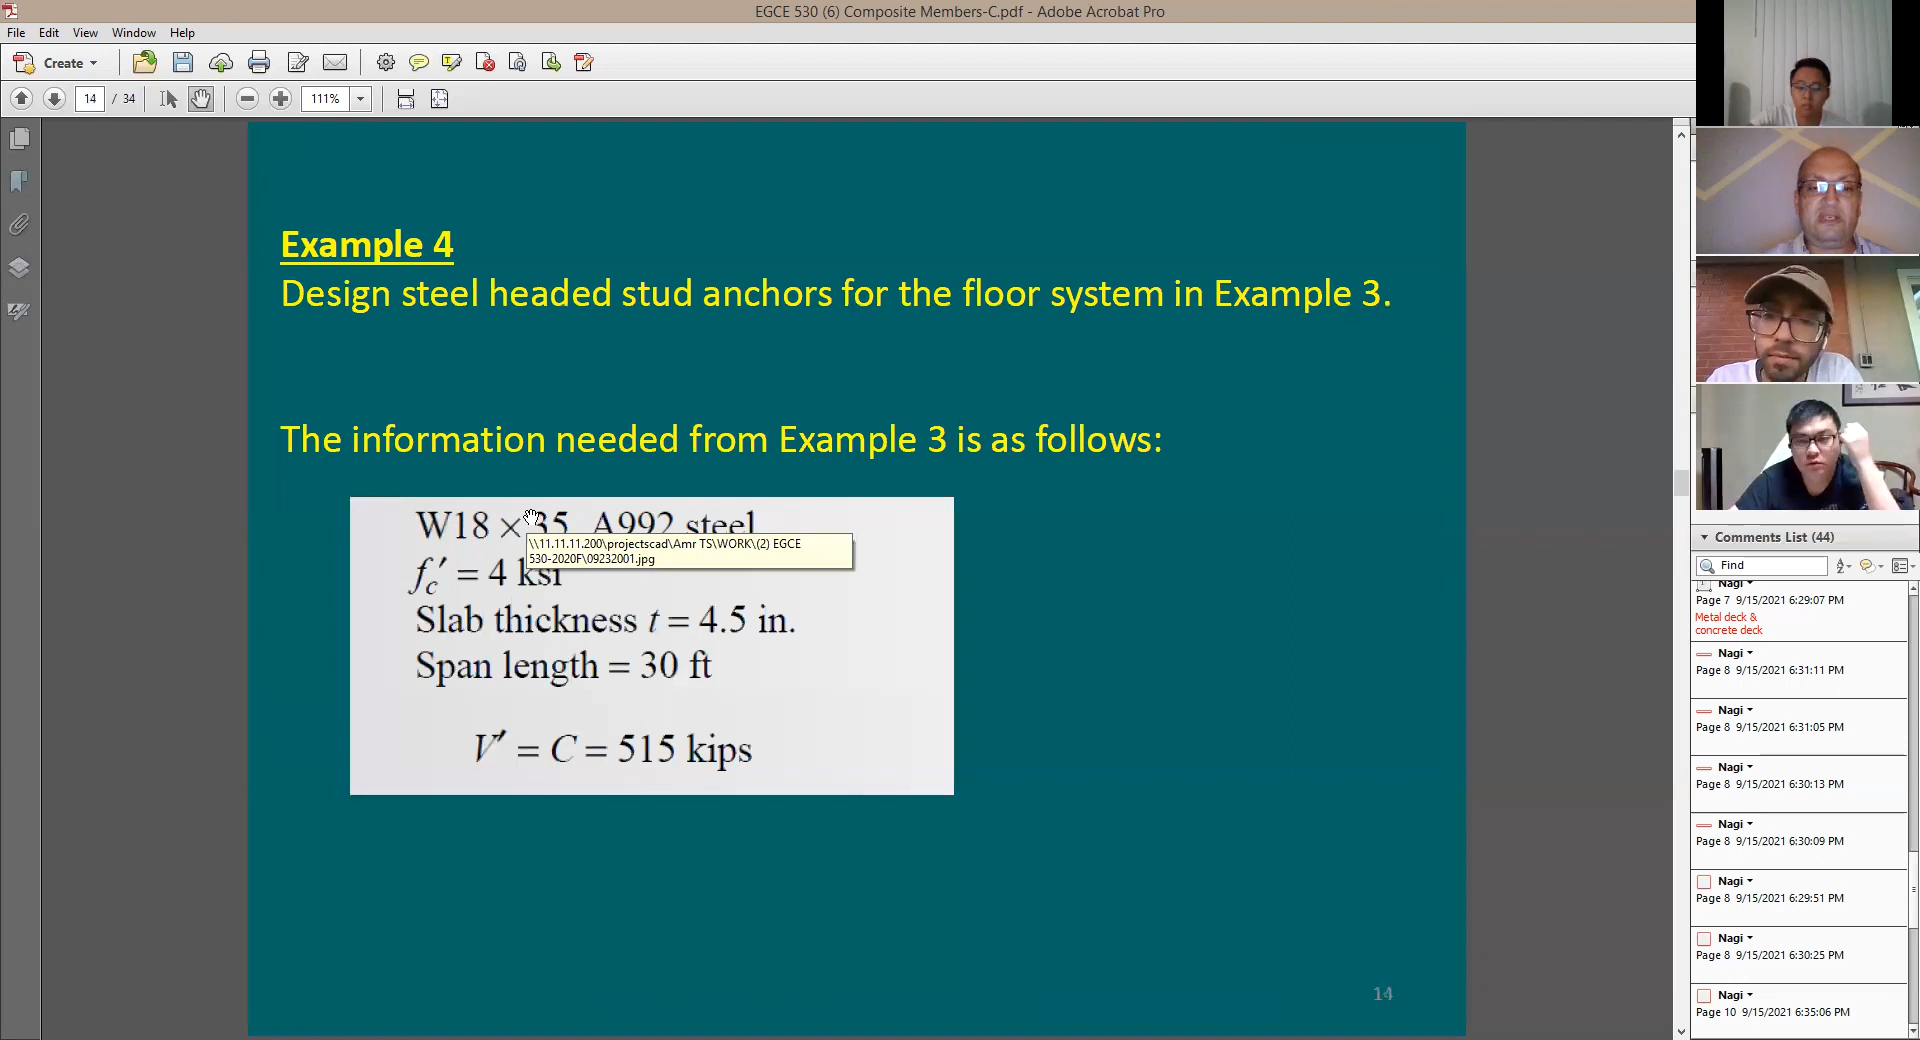 EGCE 530 (6) Composite Members-C.pdf - Adobe Acrobat Pro
File Edit View Window Help
Create
14 / 34 111%
Example 4
Design steel headed stud anchors for the floor system in Example 3.
The information needed from Example 3 is as follows:
W18 × 35 A992 steel
\\11.11.11.200\projectscad\Amr TS\WORK\(2) EGCE
530-2020F\09232001.jpg
fc′ = 4 ksi
Slab thickness t = 4.5 in.
Span length = 30 ft
V′ = C = 515 kips
14
Comments List (44)
Find
Nagi
Page 7 9/15/2021 6:29:07 PM
Metal deck &
concrete deck
Nagi
Page 8 9/15/2021 6:31:11 PM
Nagi
Page 8 9/15/2021 6:31:05 PM
Nagi
Page 8 9/15/2021 6:30:13 PM
Nagi
Page 8 9/15/2021 6:30:09 PM
Nagi
Page 8 9/15/2021 6:29:51 PM
Nagi
Page 8 9/15/2021 6:30:25 PM
Nagi
Page 10 9/15/2021 6:35:06 PM